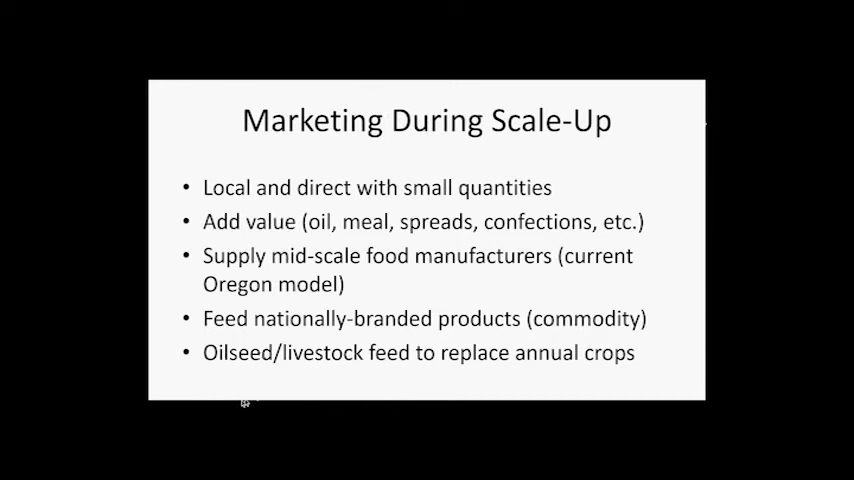 Marketing During Scale-Up
• Local and direct with small quantities
• Add value (oil, meal, spreads, confections, etc.)
• Supply mid-scale food manufacturers (current
Oregon model)
• Feed nationally-branded products (commodity)
• Oilseed/livestock feed to replace annual crops